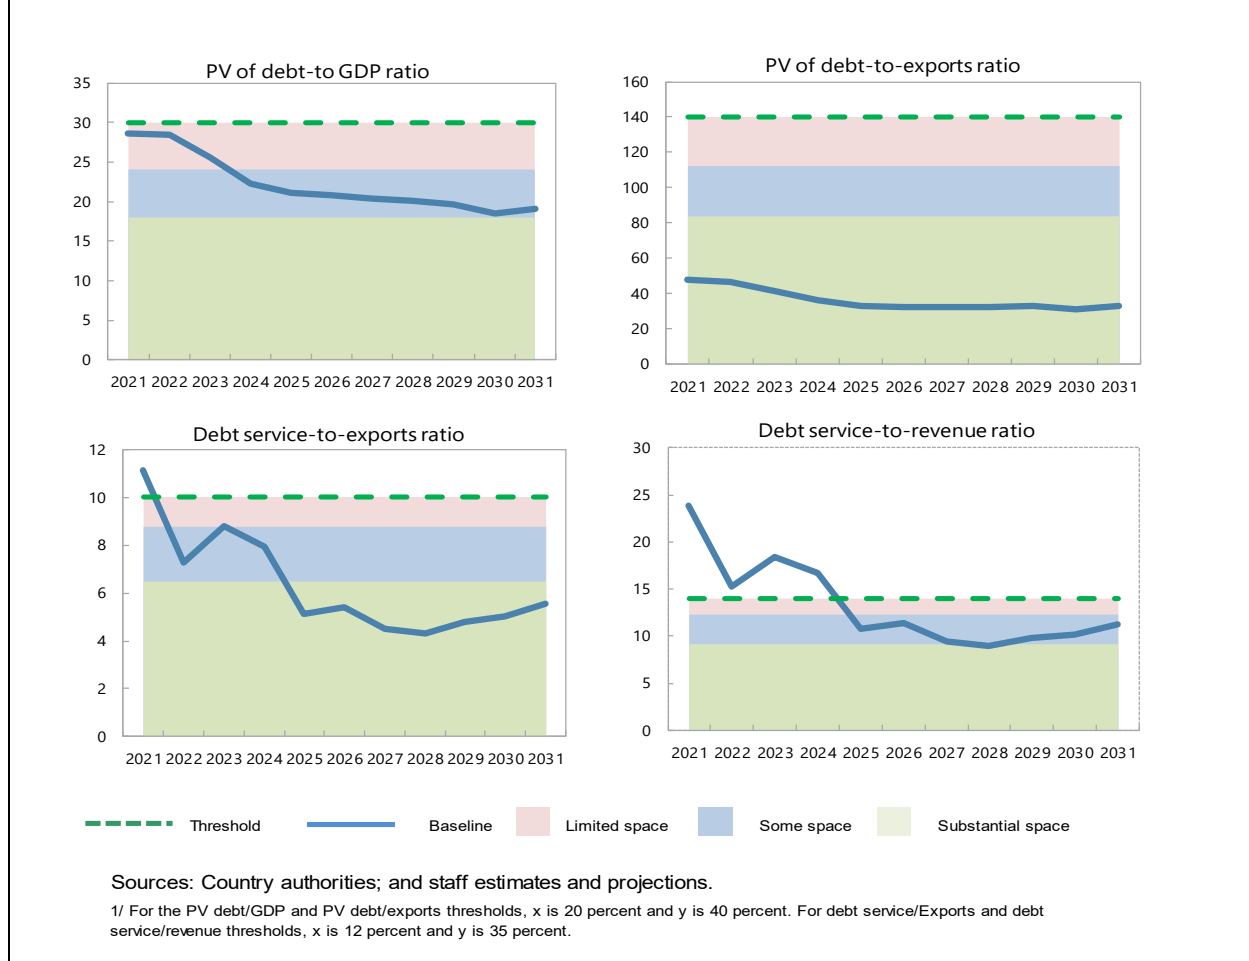 PV of debt-to GDP ratio
35
30
25
20
15
10
5
0
2021 2022 2023 2024 2025 2026 2027 2028 2029 2030 2031
PV of debt-to-exports ratio
160
140
120
100
80
60
40
20
0
2021 2022 2023 2024 2025 2026 2027 2028 2029 2030 2031
Debt service-to-exports ratio
12
10
8
6
4
2
0
2021 2022 2023 2024 2025 2026 2027 2028 2029 2030 2031
Debt service-to-revenue ratio
30
25
20
15
10
5
0
2021 2022 2023 2024 2025 2026 2027 2028 2029 2030 2031
Threshold Baseline Limited space Some space Substantial space
Sources: Country authorities; and staff estimates and projections.
1/ For the PV debt/GDP and PV debt/exports thresholds, x is 20 percent and y is 40 percent. For debt service/Exports and debt
service/revenue thresholds, x is 12 percent and y is 35 percent.